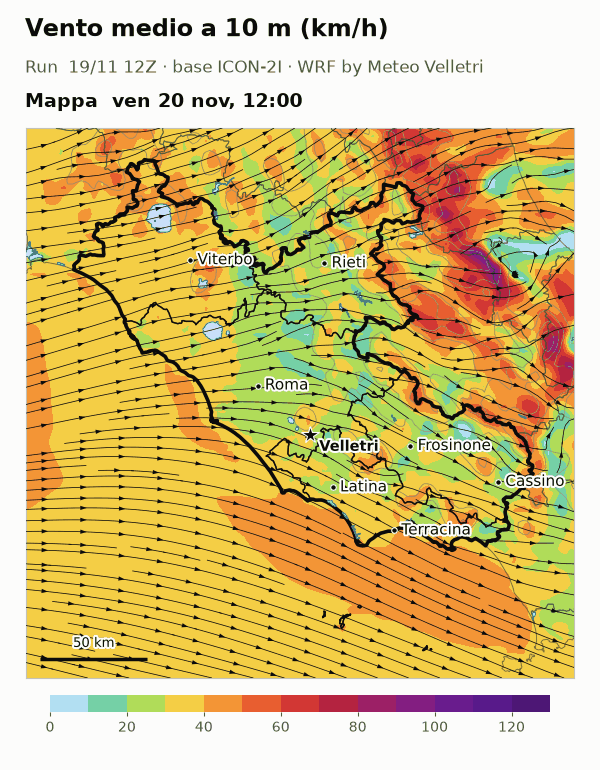 Vento medio a 10 m (km/h)
Run  19/11 12Z · base ICON-2I · WRF by Meteo Velletri
Mappa  ven 20 nov, 12:00
Viterbo
Rieti
Roma
Velletri
Frosinone
Latina
Cassino
Terracina
50 km
0 20 40 60 80 100 120